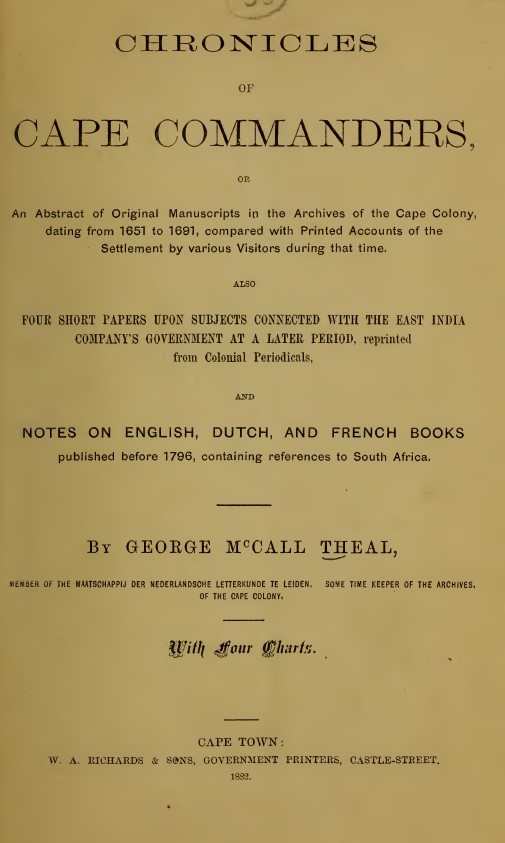 CHRONICLES
OF
CAPE COMMANDERS,
OR
An Abstract of Original Manuscripts in the Archives of the Cape Colony,
dating from 1651 to 1691, compared with Printed Accounts of the
Settlement by various Visitors during that time.
ALSO
FOUR SHORT PAPERS UPON SUBJECTS CONNECTED WITH THE EAST INDIA
COMPANY'S GOVERNMENT AT A LATER PERIOD, reprinted
from Colonial Periodicals,
AND
NOTES ON ENGLISH, DUTCH, AND FRENCH BOOKS
published before 1796, containing references to South Africa.
By GEORGE McCALL THEAL,
MEMBER OF THE MAATSCHAPPIJ DER NEDERLANDSCHE LETTERKUNDE TE LEIDEN. SOME TIME KEEPER OF THE ARCHIVES,
OF THE CAPE COLONY.
With Four Charts.
CAPE TOWN:
W. A. RICHARDS & SONS, GOVERNMENT PRINTERS, CASTLE-STREET,
1882.